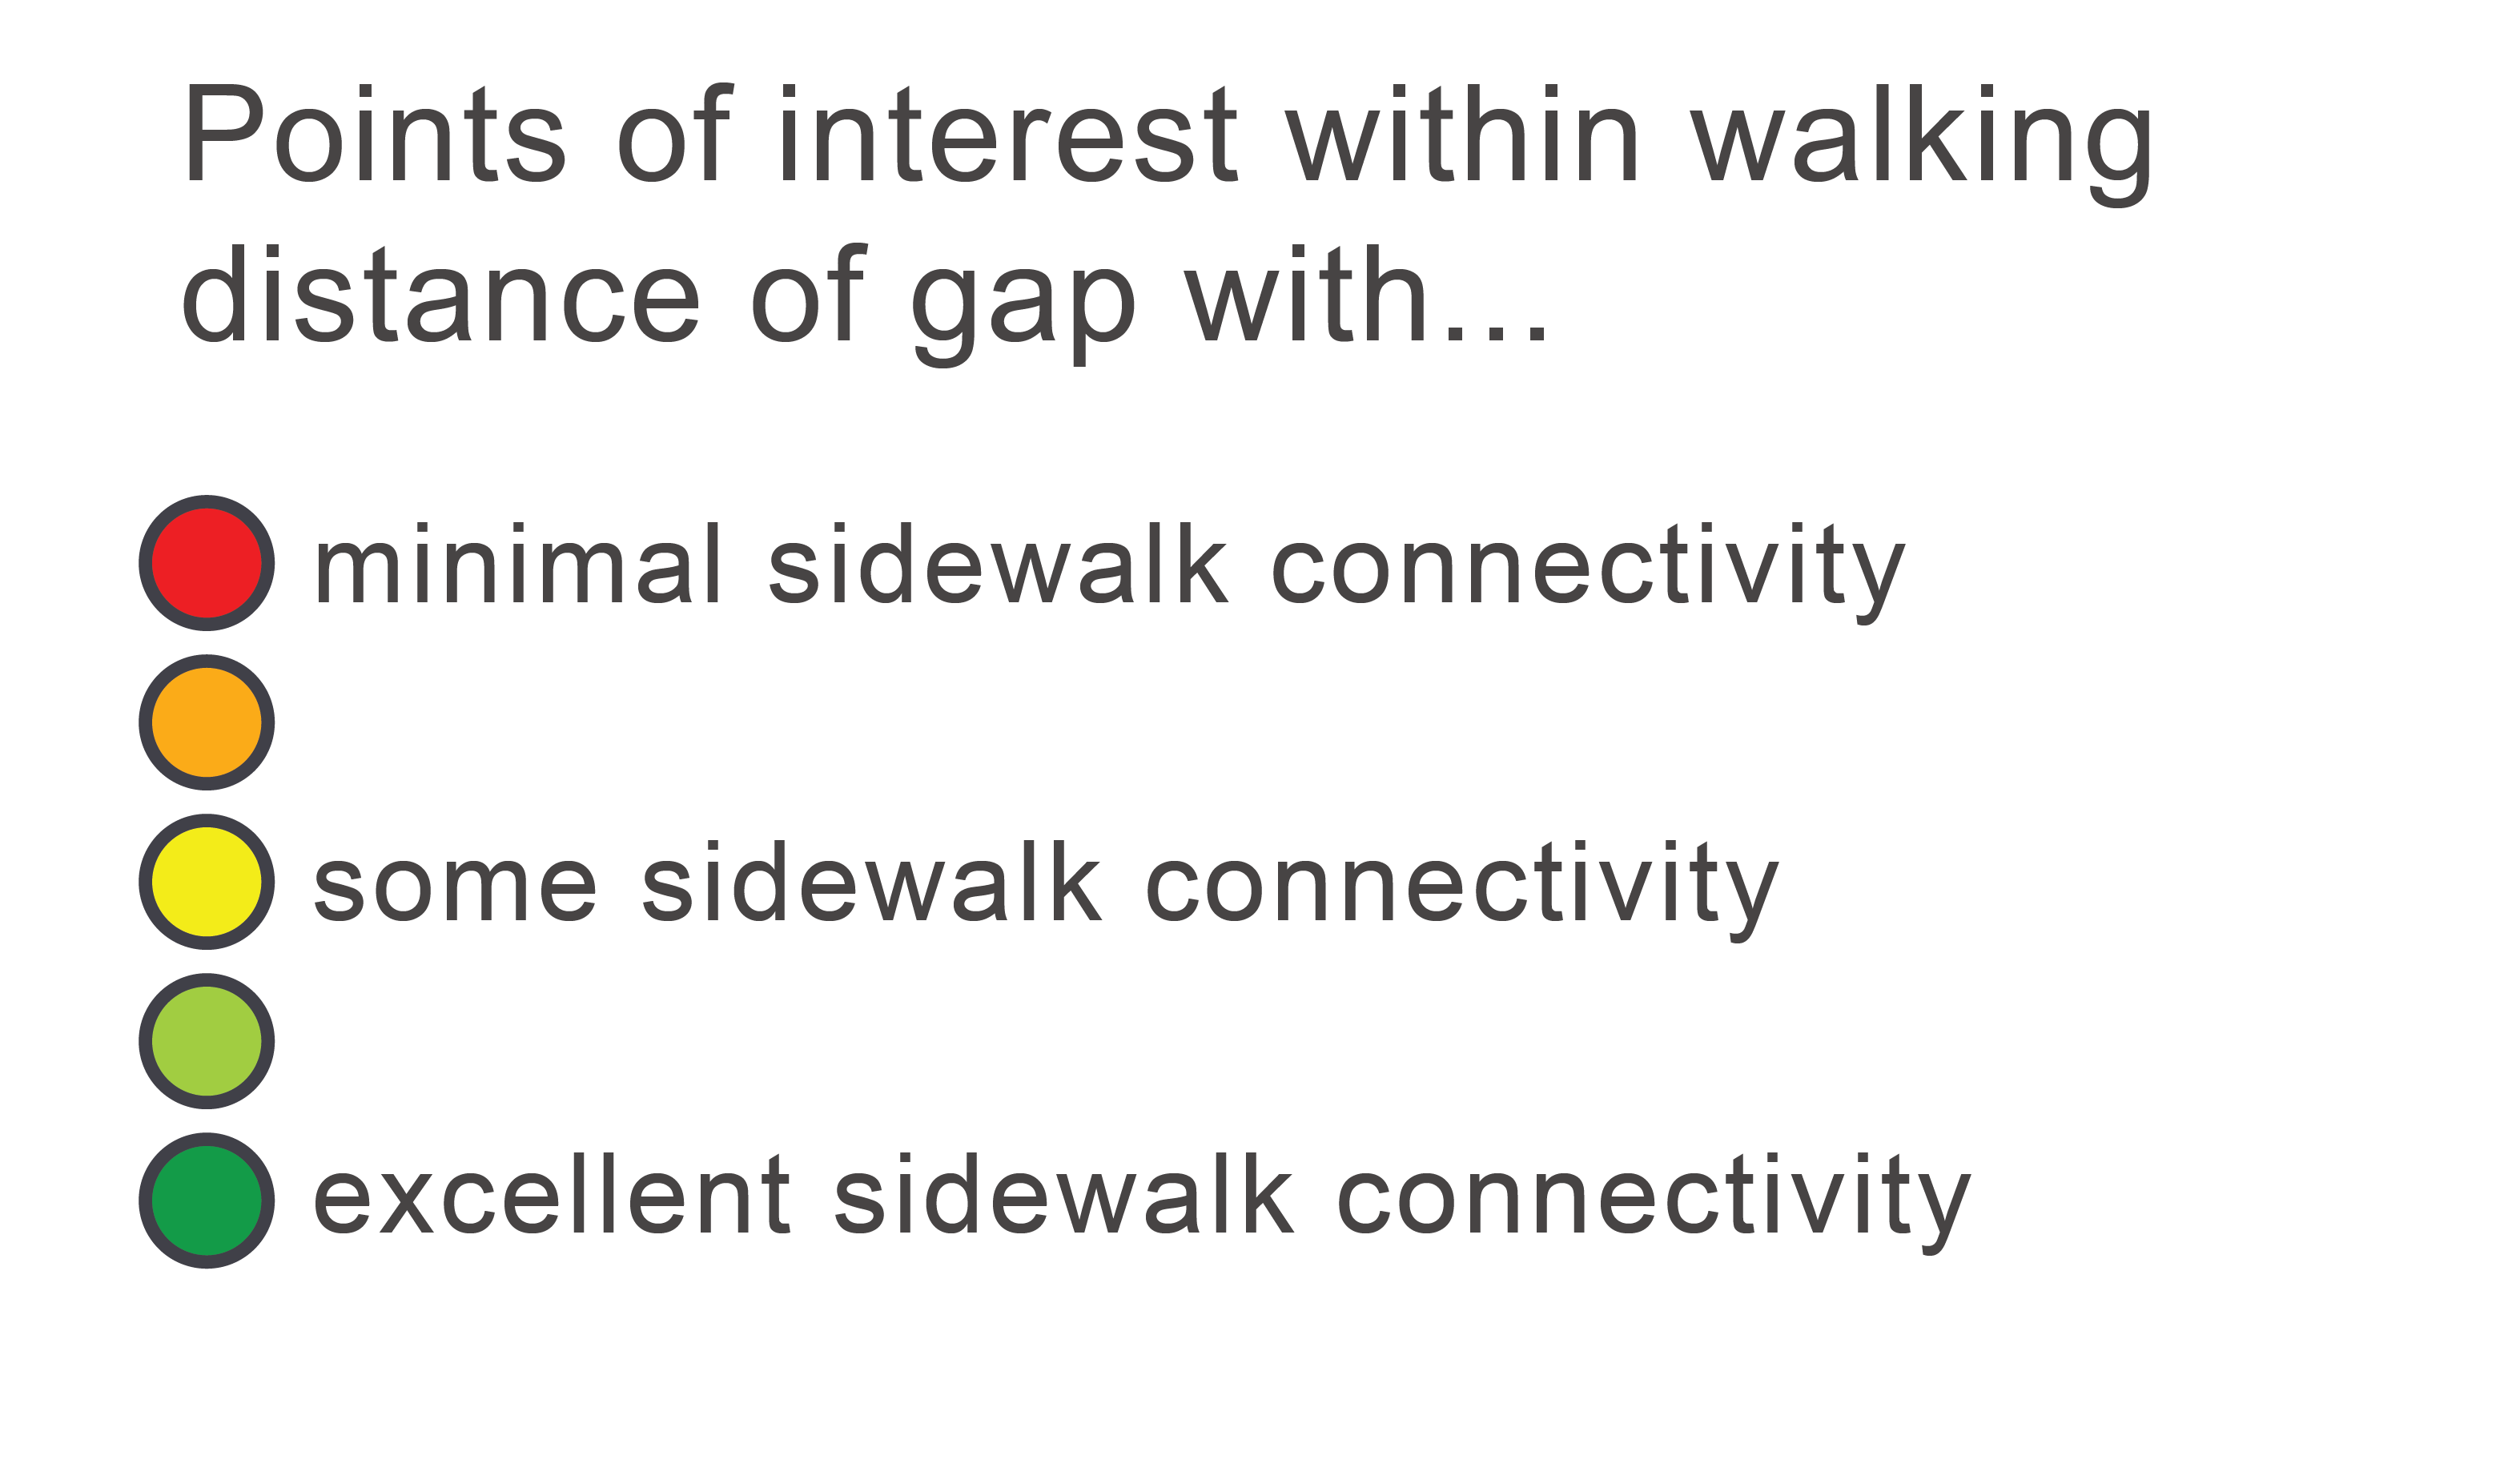 Points of interest within walking
distance of gap with...
minimal sidewalk connectivity
some sidewalk connectivity
excellent sidewalk connectivity